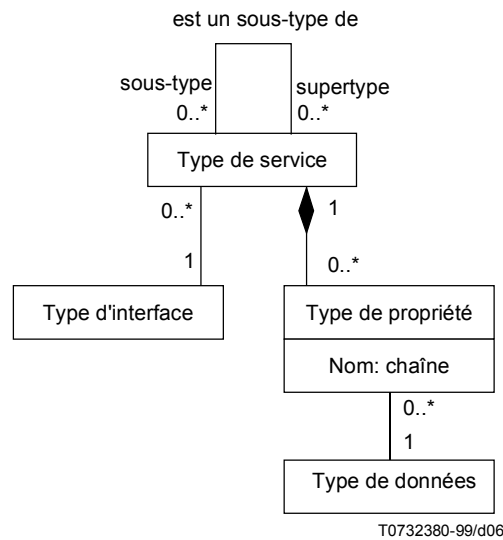 est un sous-type de
sous-type
supertype
0..*
0..*
Type de service
0..*
1
1
0..*
Type d'interface
Type de propriété
Nom: chaîne
0..*
1
Type de données
T0732380-99/d06